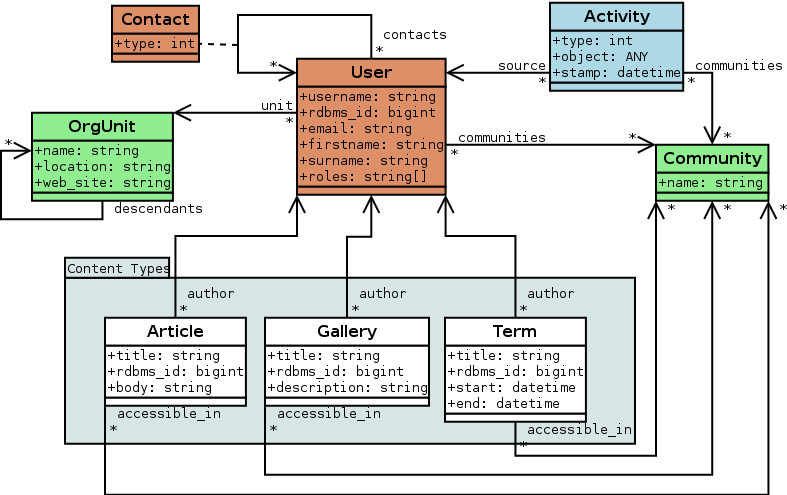 Contact
+type: int
contacts
*
*
User
+username: string
+rdbms_id: bigint
+email: string
+firstname: string
+surname: string
+roles: string[]
Activity
+type: int
+object: ANY
+stamp: datetime
source
*
communities
*
*
unit
*
OrgUnit
+name: string
+location: string
+web_site: string
*
descendants
communities
*
*
Community
+name: string
*
*
*
Content Types
author
*
author
*
author
*
Article
+title: string
+rdbms_id: bigint
+body: string
accessible_in
*
Gallery
+title: string
+rdbms_id: bigint
+description: string
accessible_in
*
Term
+title: string
+rdbms_id: bigint
+start: datetime
+end: datetime
accessible_in
*